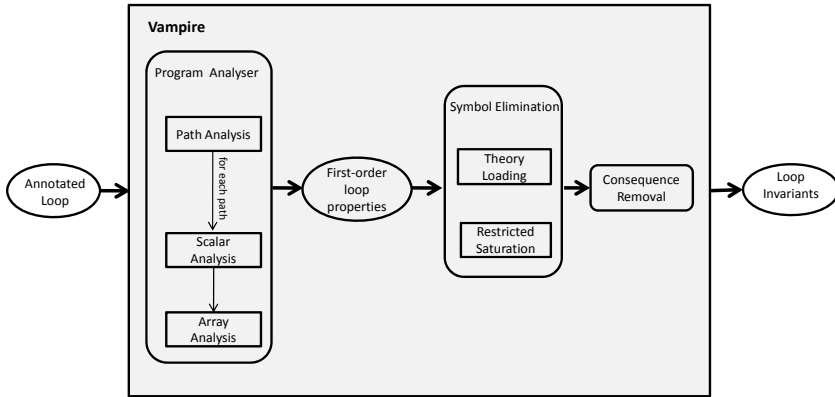 Vampire
Program Analyser
Path Analysis
for each path
Scalar
Analysis
Array
Analysis
Annotated
Loop
First-order
loop
properties
Symbol Elimination
Theory
Loading
Restricted
Saturation
Consequence
Removal
Loop
Invariants